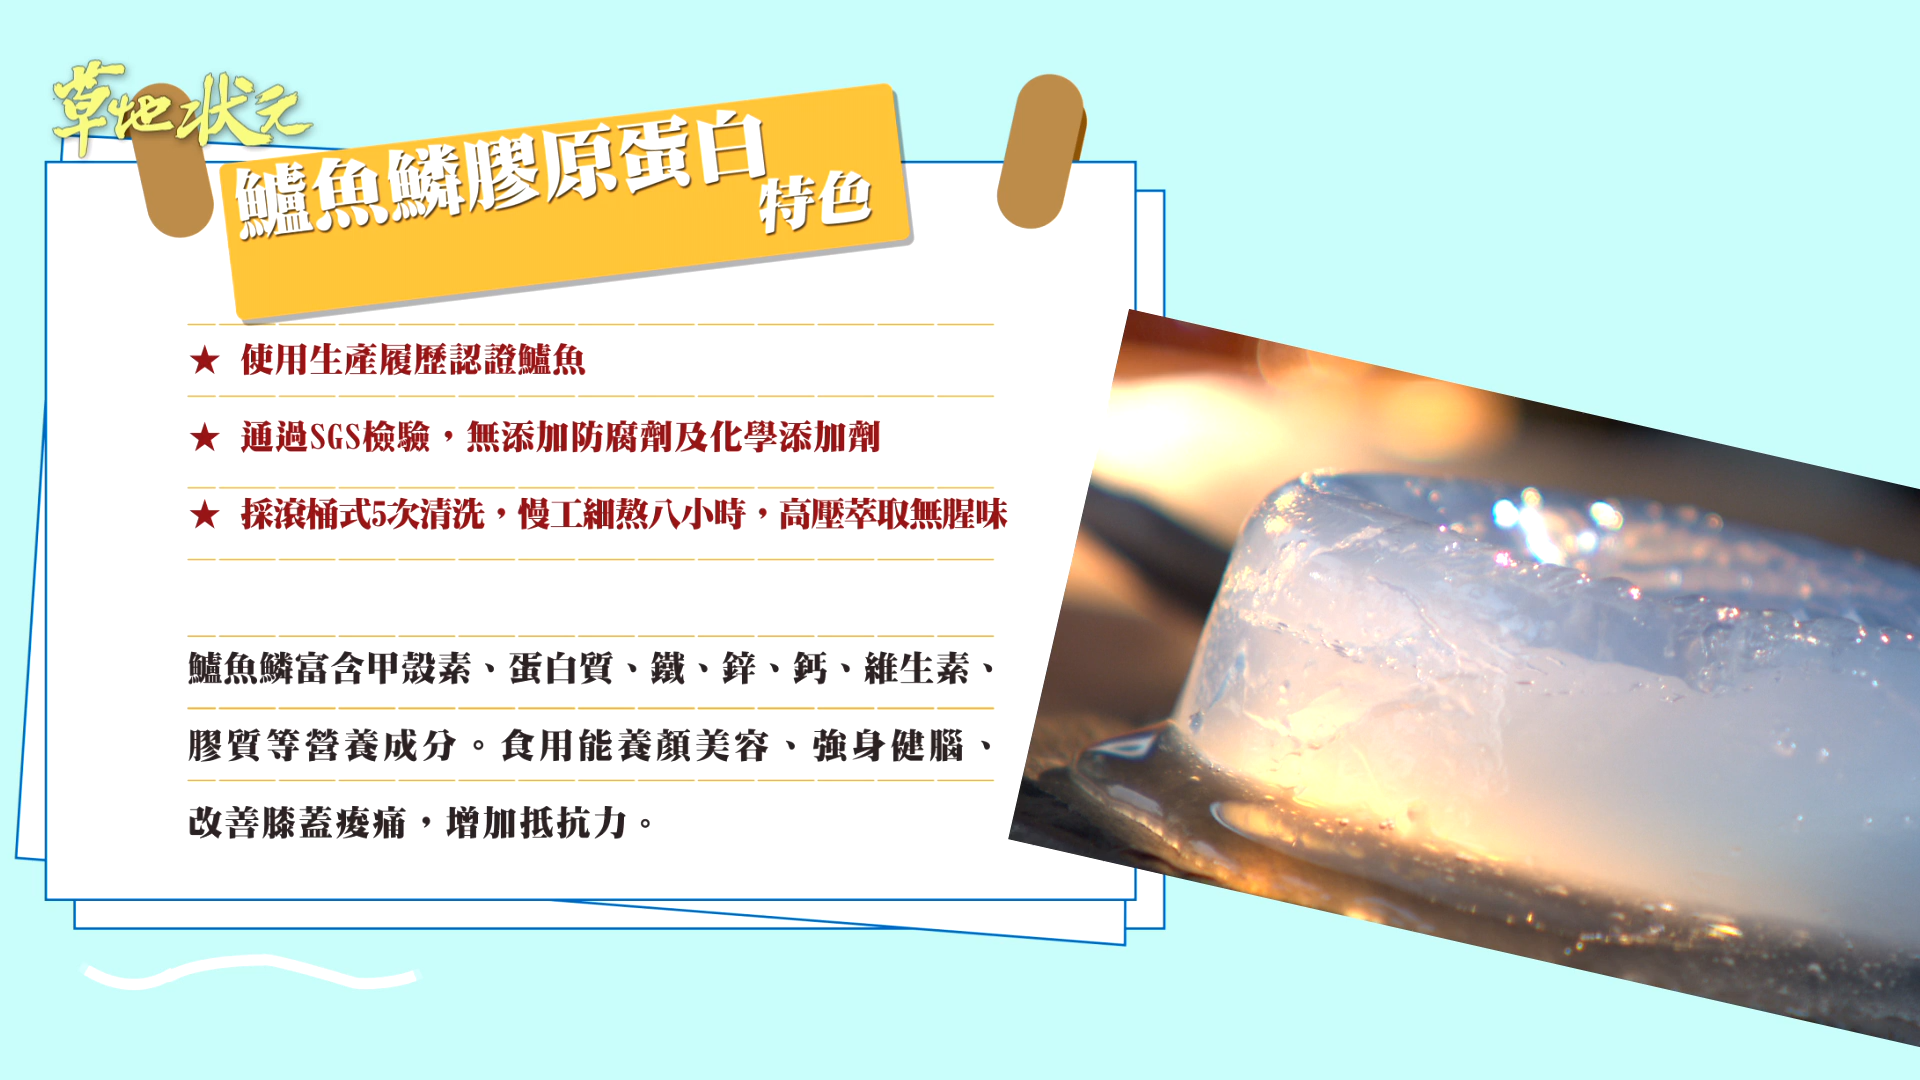 草地狀元
鱸魚鱗膠原蛋白
特色
★ 使用生產履歷認證鱸魚
★ 通過SGS檢驗，無添加防腐劑及化學添加劑
★ 採滾桶式5次清洗，慢工細熬八小時，高壓萃取無腥味
鱸魚鱗富含甲殼素、蛋白質、鐵、鋅、鈣、維生素、
膠質等營養成分。食用能養顏美容、強身健腦、
改善膝蓋痠痛，增加抵抗力。